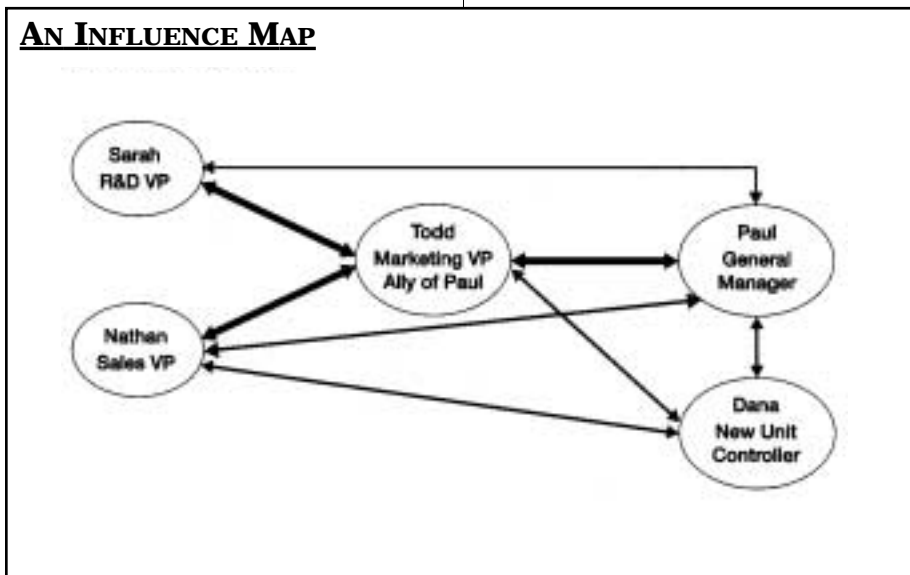 AN INFLUENCE MAP
Sarah
R&D VP
Todd
Marketing VP
Ally of Paul
Paul
General
Manager
Nathan
Sales VP
Dana
New Unit
Controller